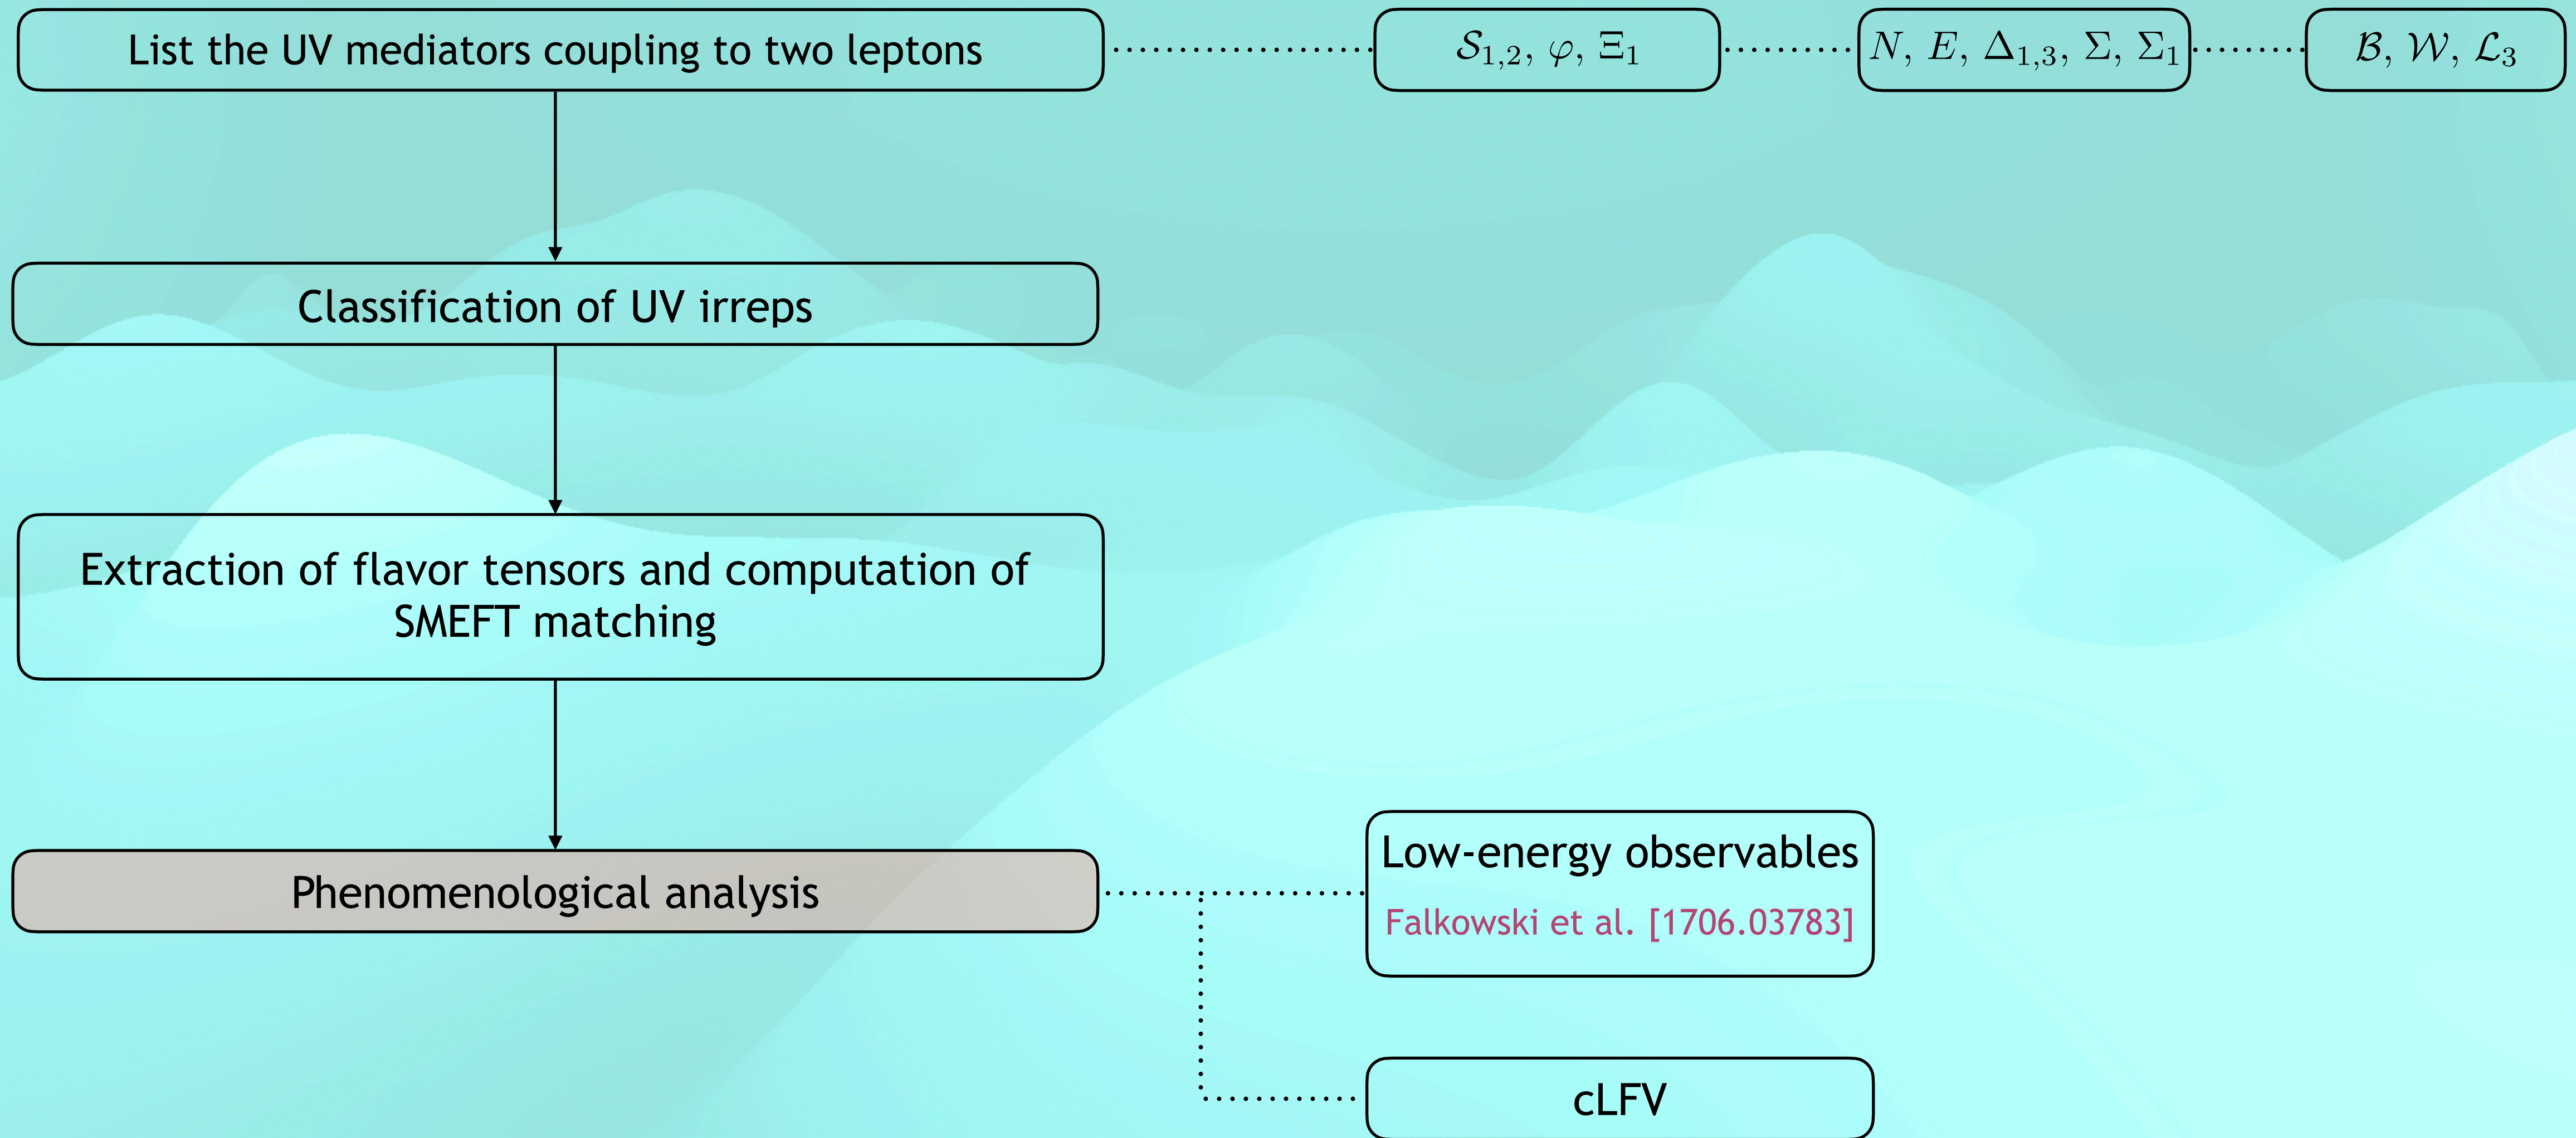 List the UV mediators coupling to two leptons
𝒮₁,₂, φ, Ξ₁
N, E, Δ₁,₃, Σ, Σ₁
ℬ, 𝒲, ℒ₃
Classification of UV irreps
Extraction of flavor tensors and computation of
SMEFT matching
Phenomenological analysis
Low-energy observables
Falkowski et al. [1706.03783]
cLFV